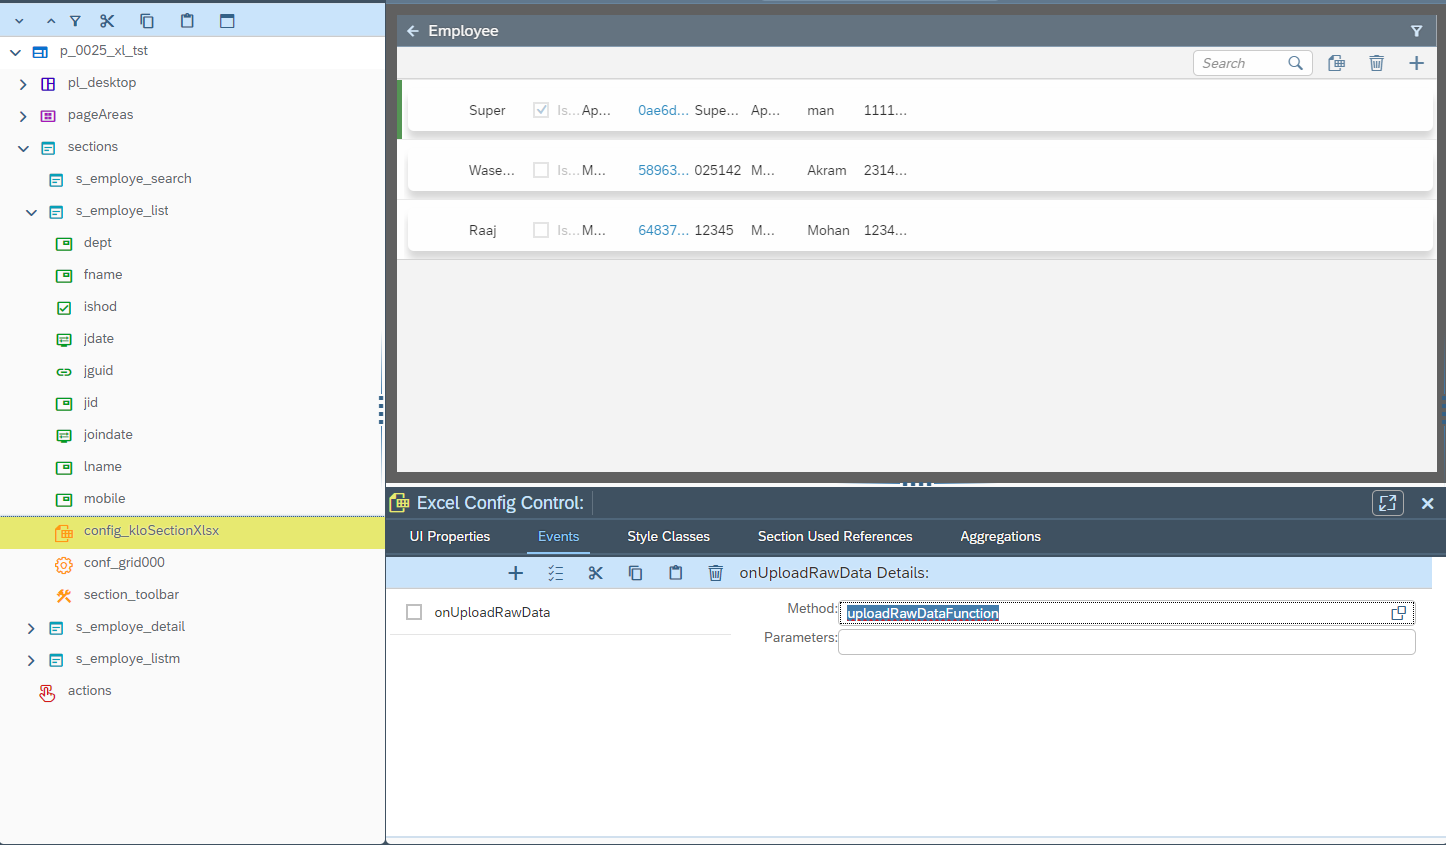 p_0025_xl_tst
pl_desktop
pageAreas
sections
s_employe_search
s_employe_list
dept
fname
ishod
jdate
jguid
jid
joindate
lname
mobile
config_kloSectionXlsx
conf_grid000
section_toolbar
s_employe_detail
s_employe_listm
actions
Employee
Search
Super Is... Ap... 0ae6d... Supe... Ap... man 1111...
Wase... Is... M... 58963... 025142 M... Akram 2314...
Raaj Is... M... 64837... 12345 M... Mohan 1234...
Excel Config Control:
UI Properties Events Style Classes Section Used References Aggregations
onUploadRawData Details:
onUploadRawData
Method: uploadRawDataFunction
Parameters: